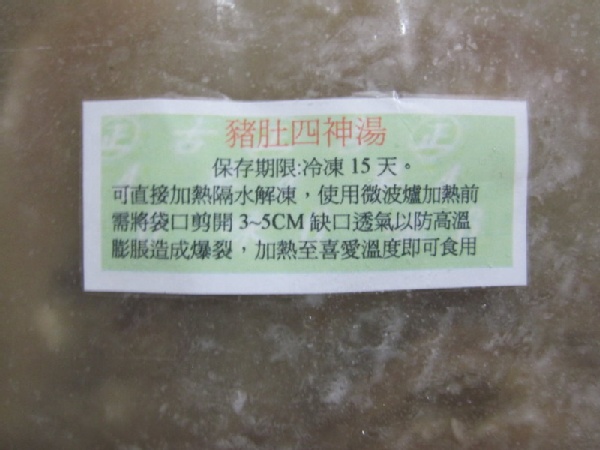 豬肚四神湯
保存期限:冷凍 15 天。
可直接加熱隔水解凍，使用微波爐加熱前
需將袋口剪開 3~5CM 缺口透氣以防高溫
膨脹造成爆裂，加熱至喜愛溫度即可食用